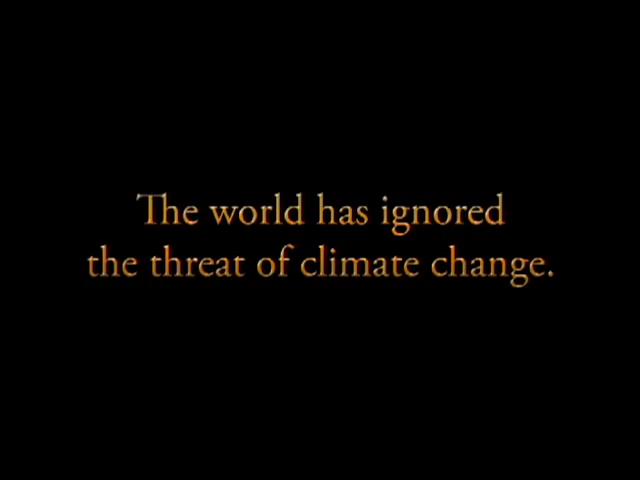 The world has ignored
the threat of climate change.